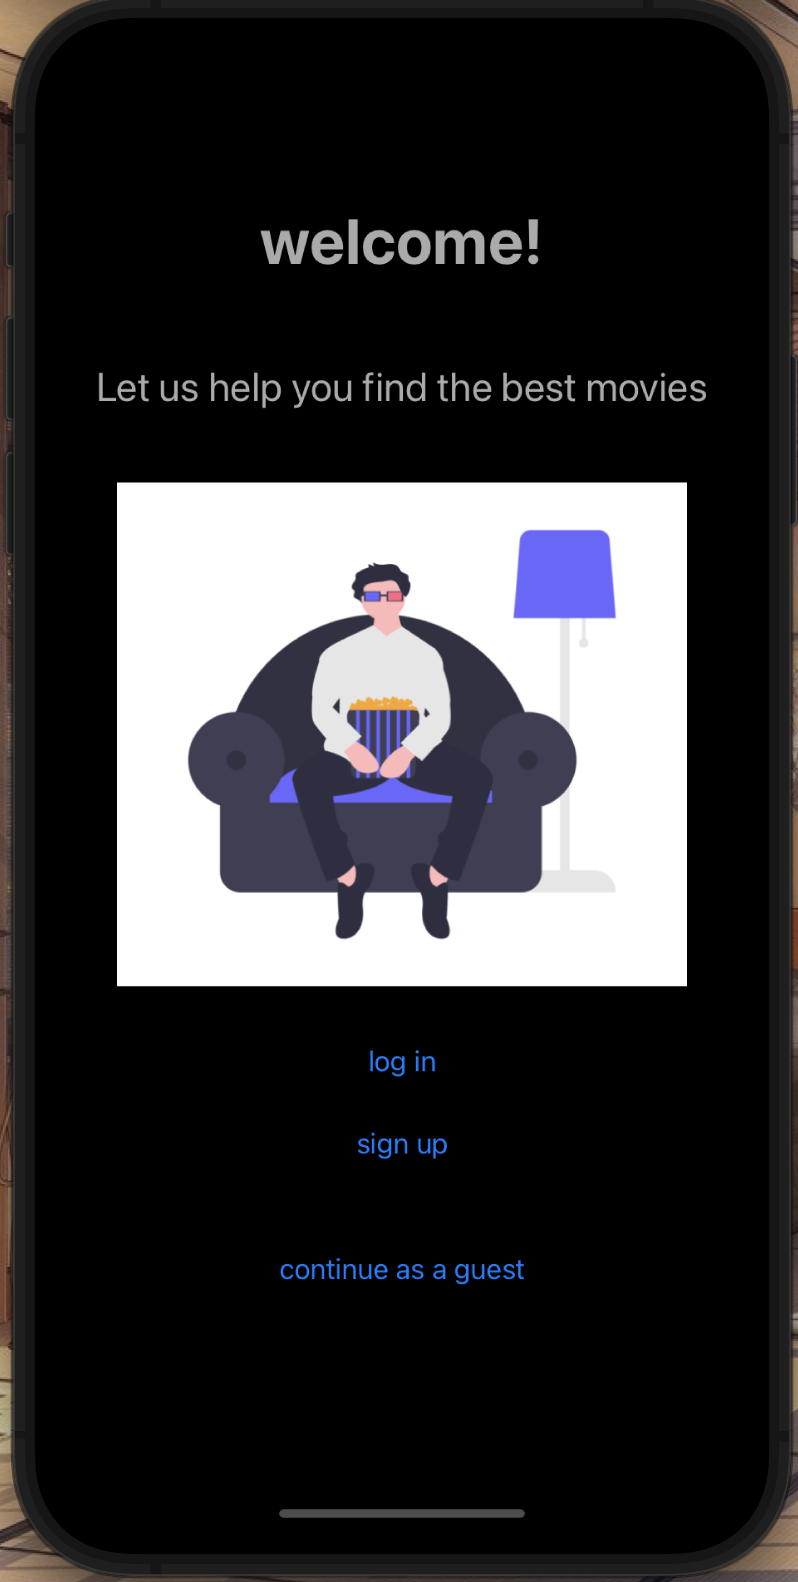 welcome!
Let us help you find the best movies
log in
sign up
continue as a guest